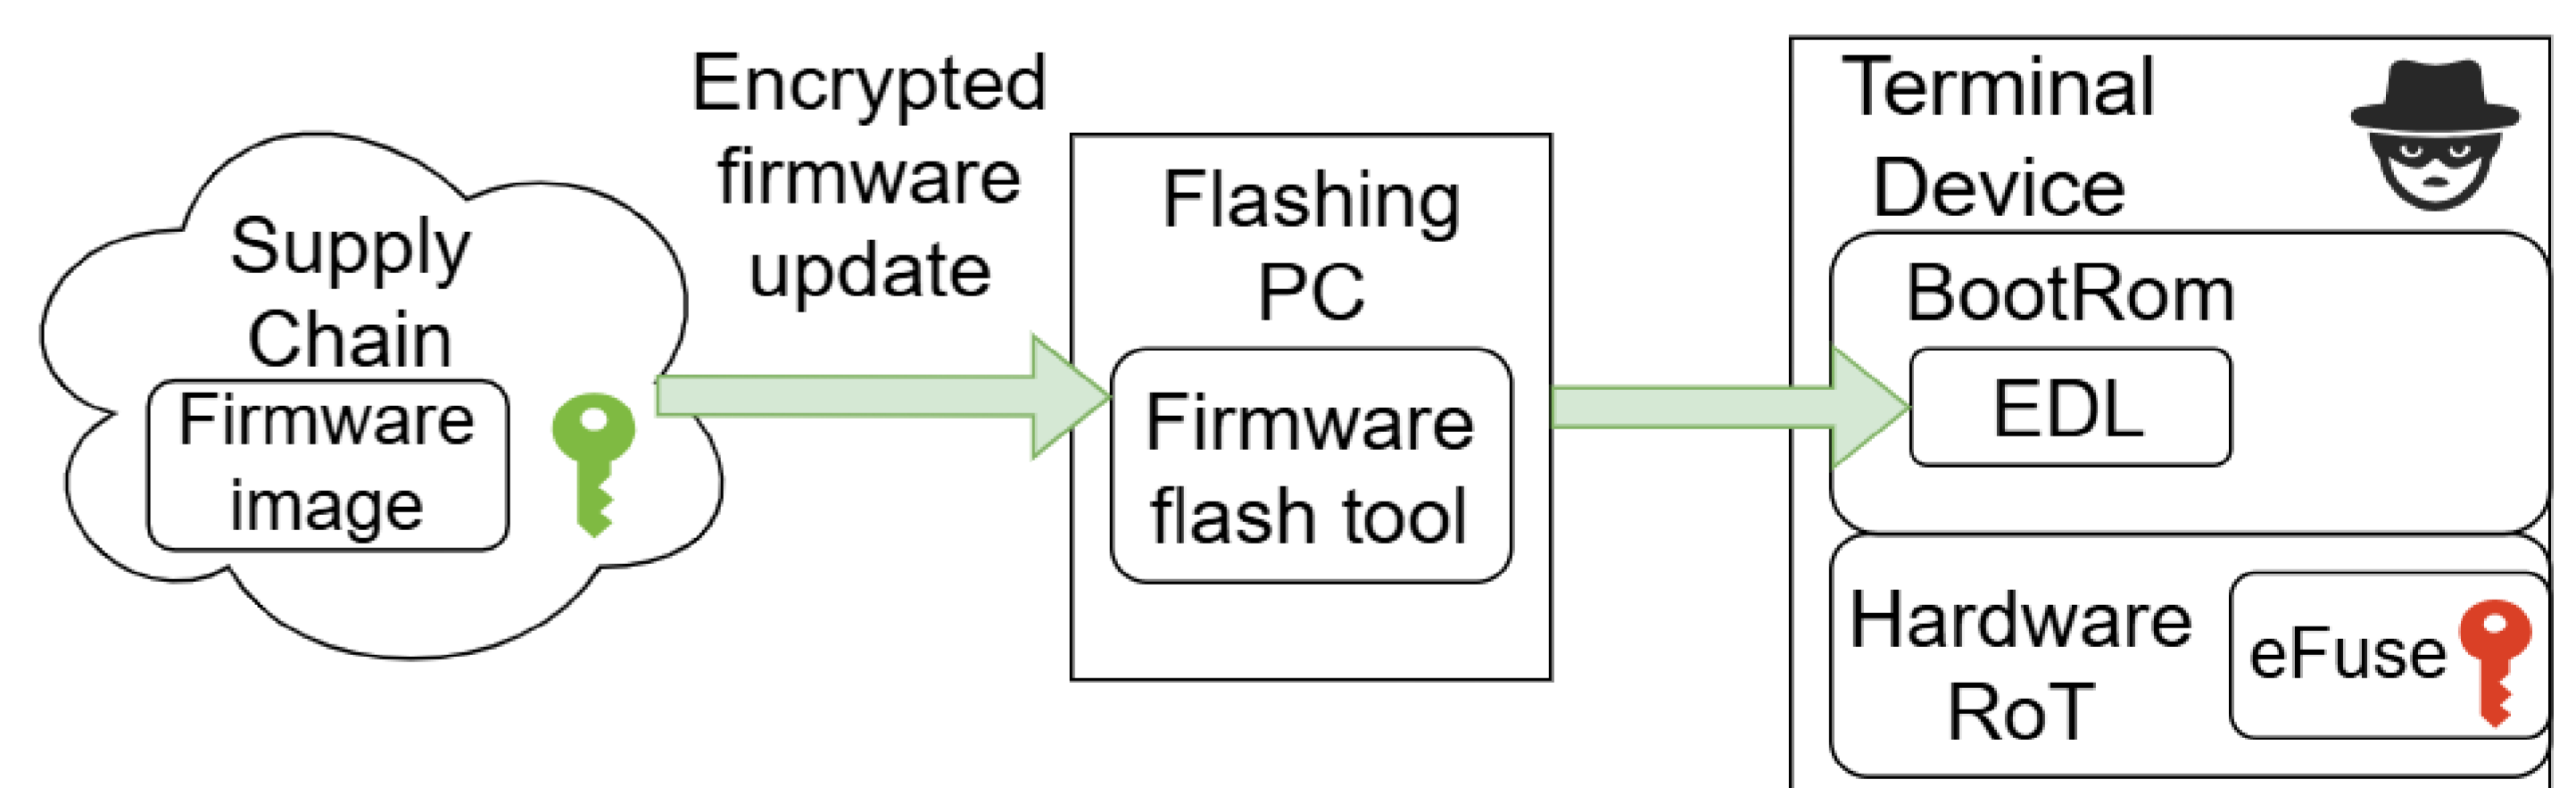 Supply
Chain
Firmware
image
Encrypted
firmware
update
Flashing
PC
Firmware
flash tool
Terminal
Device
BootRom
EDL
Hardware
RoT
eFuse